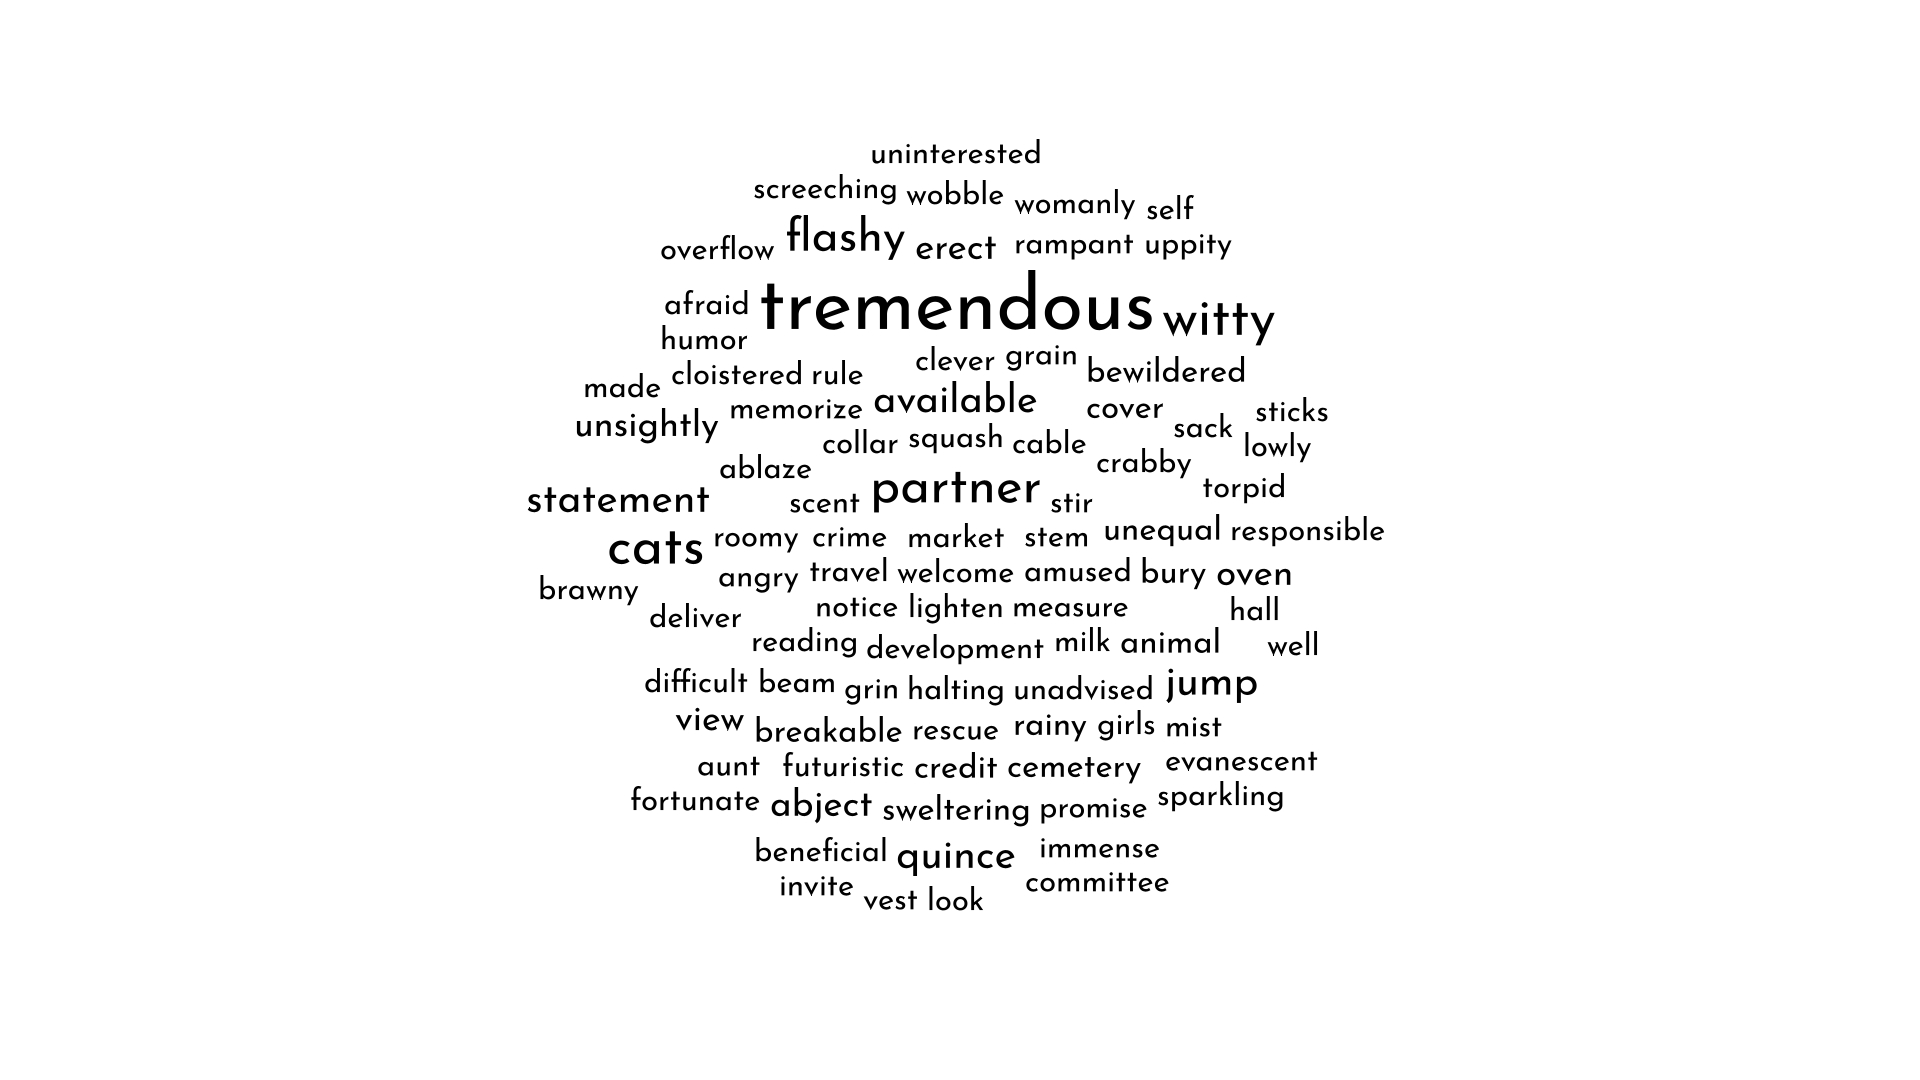 uninterested
screeching wobble womanly self
overflow flashy erect rampant uppity
afraid tremendous witty
humor
clever grain
made cloistered rule bewildered
unsightly memorize available cover sack sticks
collar squash cable lowly
ablaze crabby
statement scent partner stir torpid
cats roomy crime market stem unequal responsible
brawny angry travel welcome amused bury oven
deliver notice lighten measure hall
reading development milk animal well
difficult beam grin halting unadvised jump
view breakable rescue rainy girls mist
aunt futuristic credit cemetery evanescent
fortunate abject sweltering promise sparkling
beneficial quince immense
invite vest look committee